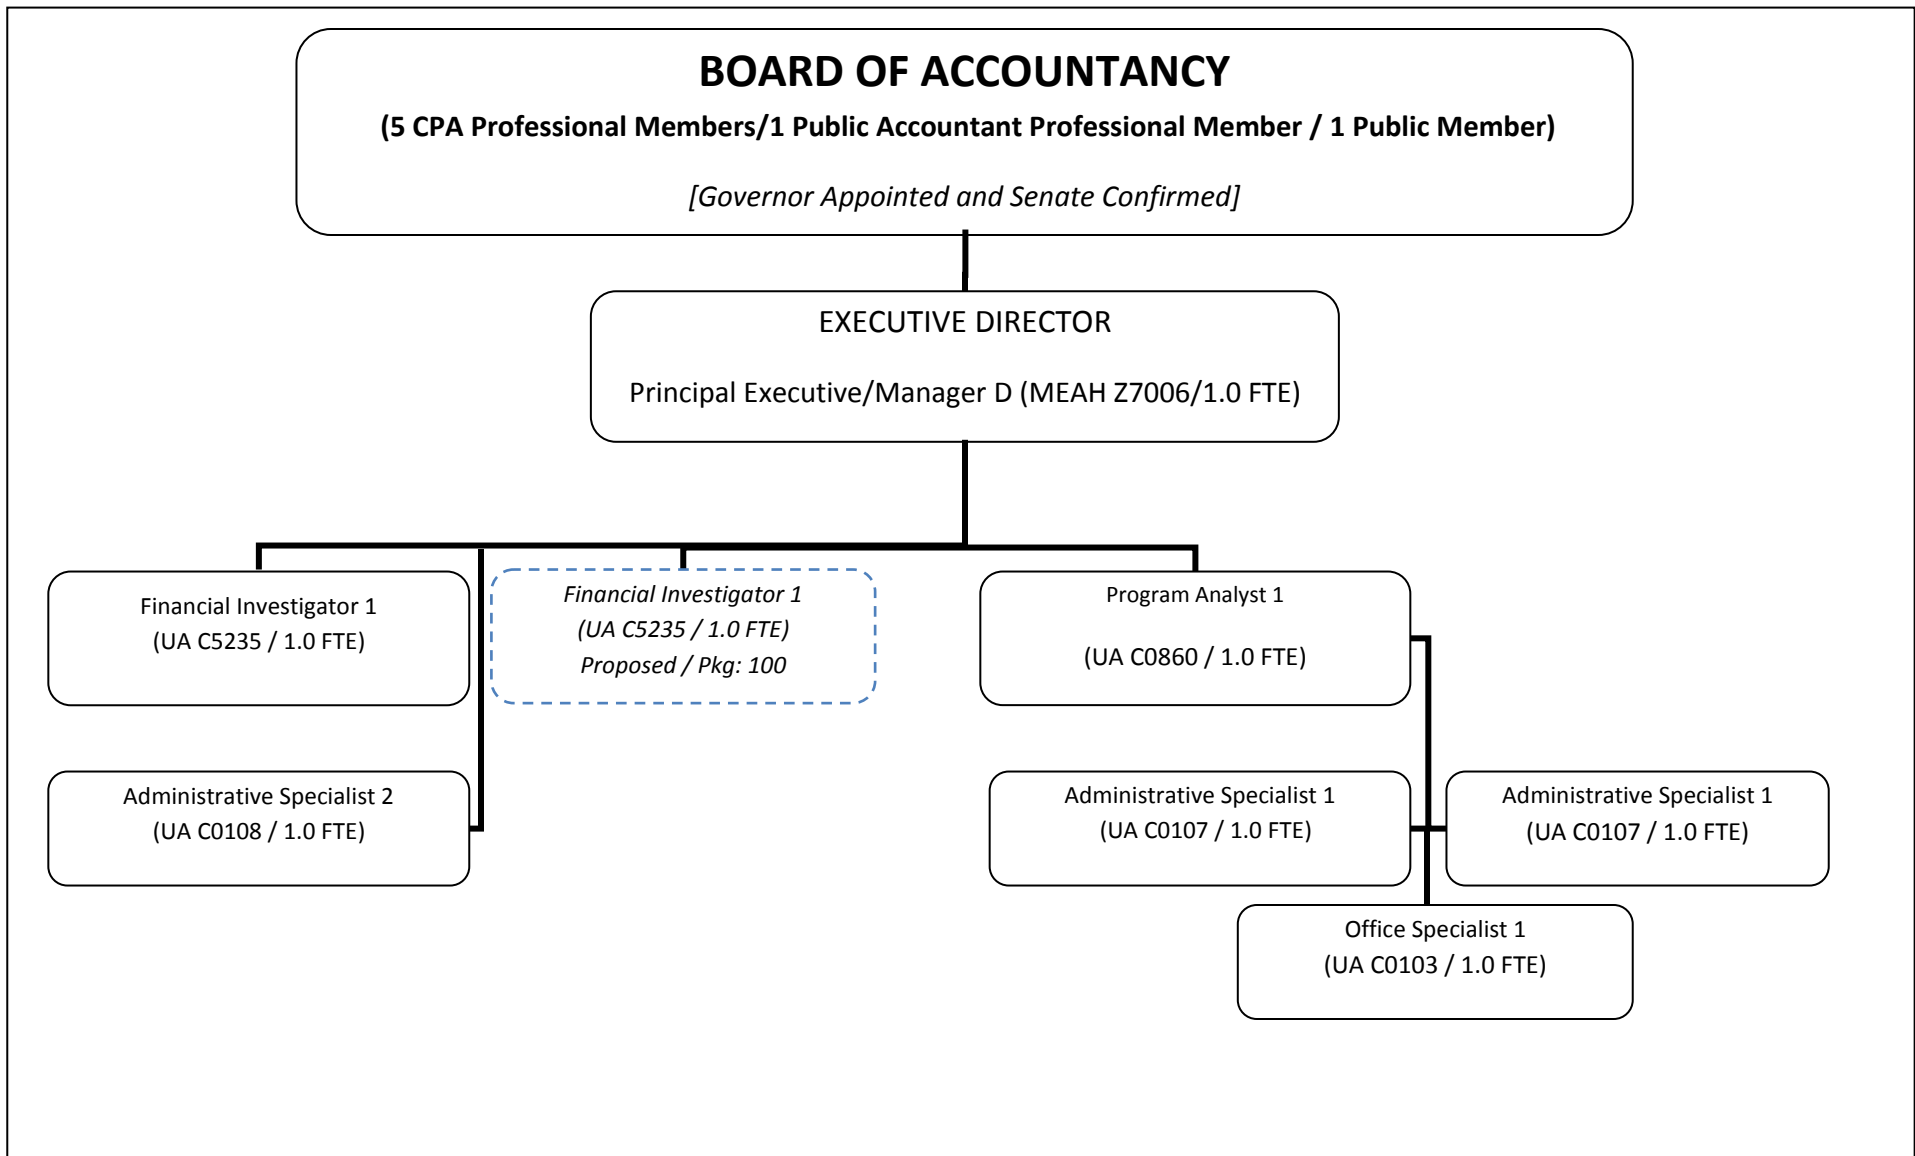 BOARD OF ACCOUNTANCY
(5 CPA Professional Members/1 Public Accountant Professional Member / 1 Public Member)
[Governor Appointed and Senate Confirmed]
EXECUTIVE DIRECTOR
Principal Executive/Manager D (MEAH Z7006/1.0 FTE)
Financial Investigator 1
(UA C5235 / 1.0 FTE)
Financial Investigator 1
(UA C5235 / 1.0 FTE)
Proposed / Pkg: 100
Program Analyst 1
(UA C0860 / 1.0 FTE)
Administrative Specialist 2
(UA C0108 / 1.0 FTE)
Administrative Specialist 1
(UA C0107 / 1.0 FTE)
Administrative Specialist 1
(UA C0107 / 1.0 FTE)
Office Specialist 1
(UA C0103 / 1.0 FTE)